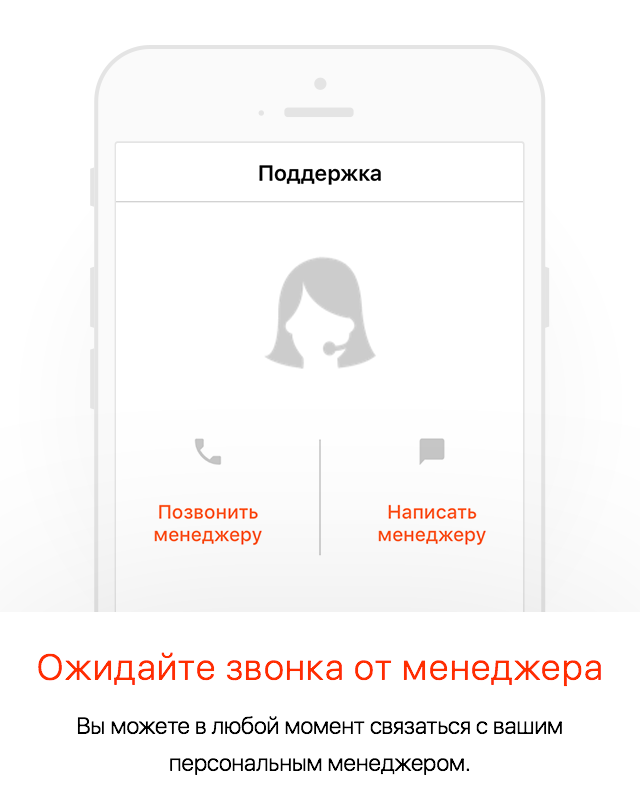 Поддержка
Позвонить
менеджеру
Написать
менеджеру
Ожидайте звонка от менеджера
Вы можете в любой момент связаться с вашим
персональным менеджером.